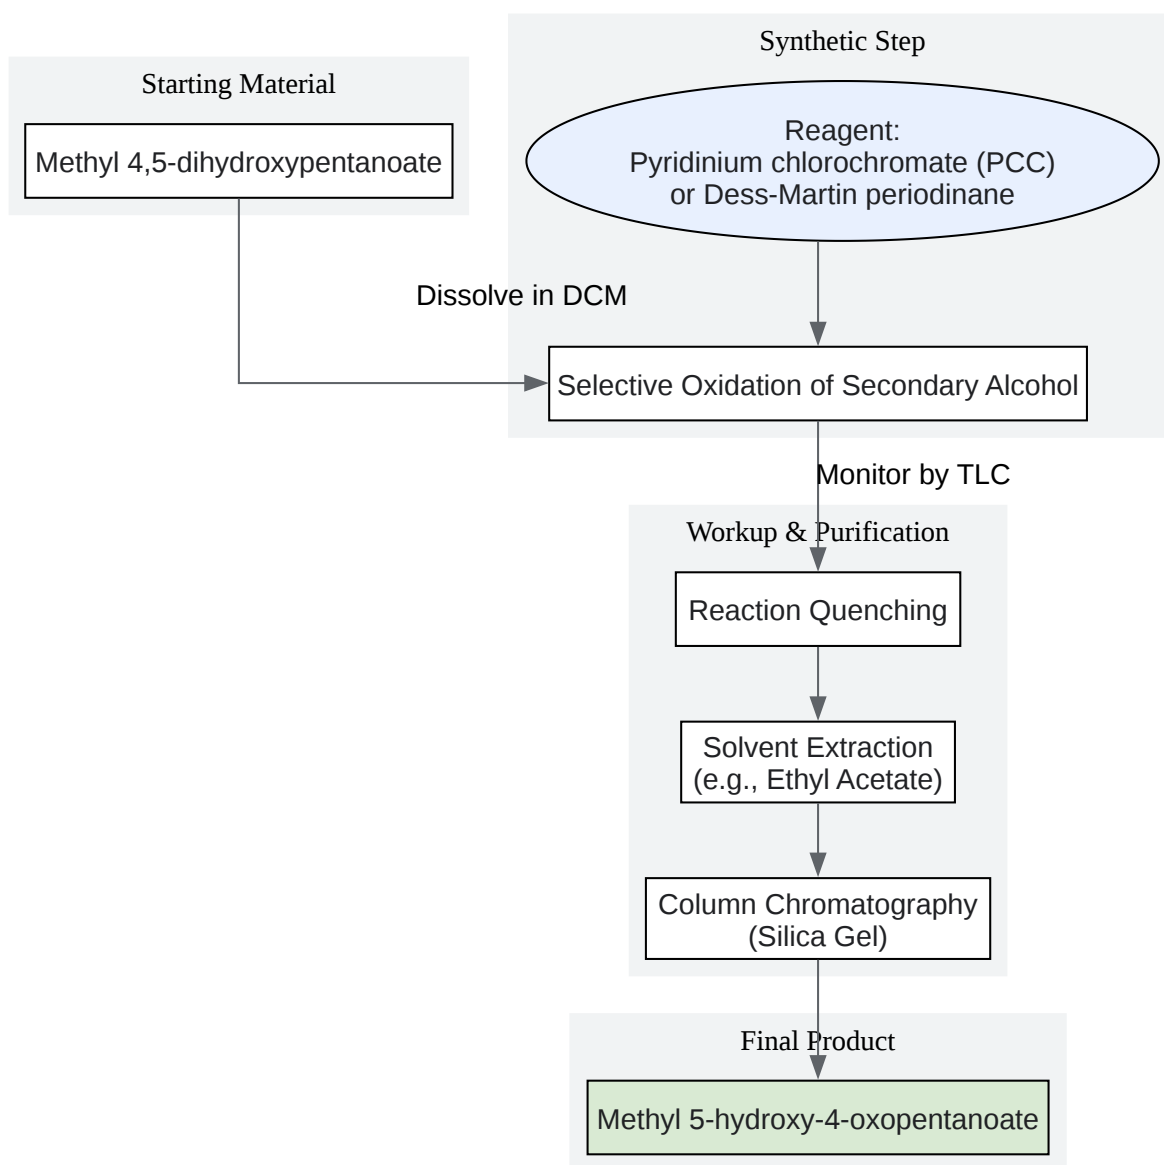 Synthetic Step
Starting Material
Reagent:
Pyridinium chlorochromate (PCC)
or Dess-Martin periodinane
Methyl 4,5-dihydroxypentanoate
Dissolve in DCM
Selective Oxidation of Secondary Alcohol
Monitor by TLC
Workup & Purification
Reaction Quenching
Solvent Extraction
(e.g., Ethyl Acetate)
Column Chromatography
(Silica Gel)
Final Product
Methyl 5-hydroxy-4-oxopentanoate